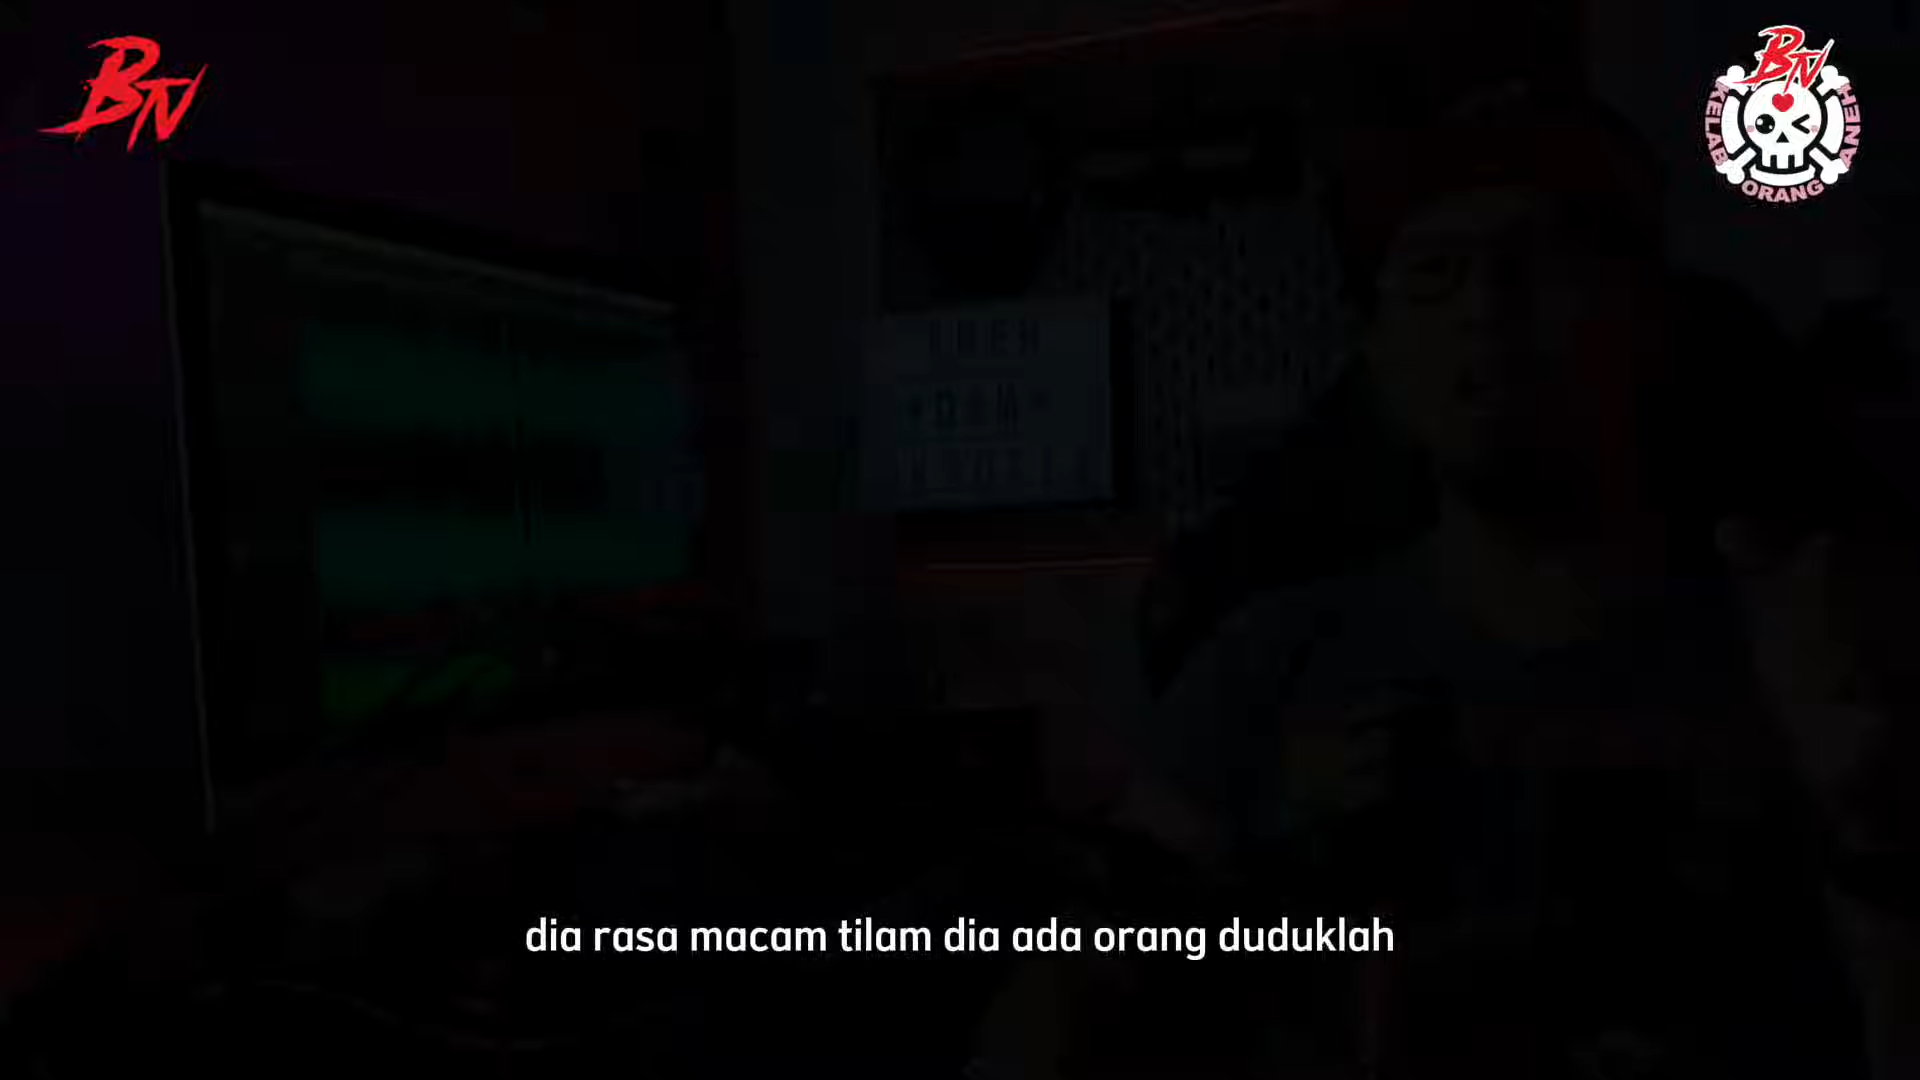 BN
BN
KELAB ORANG ANEH
dia rasa macam tilam dia ada orang duduklah